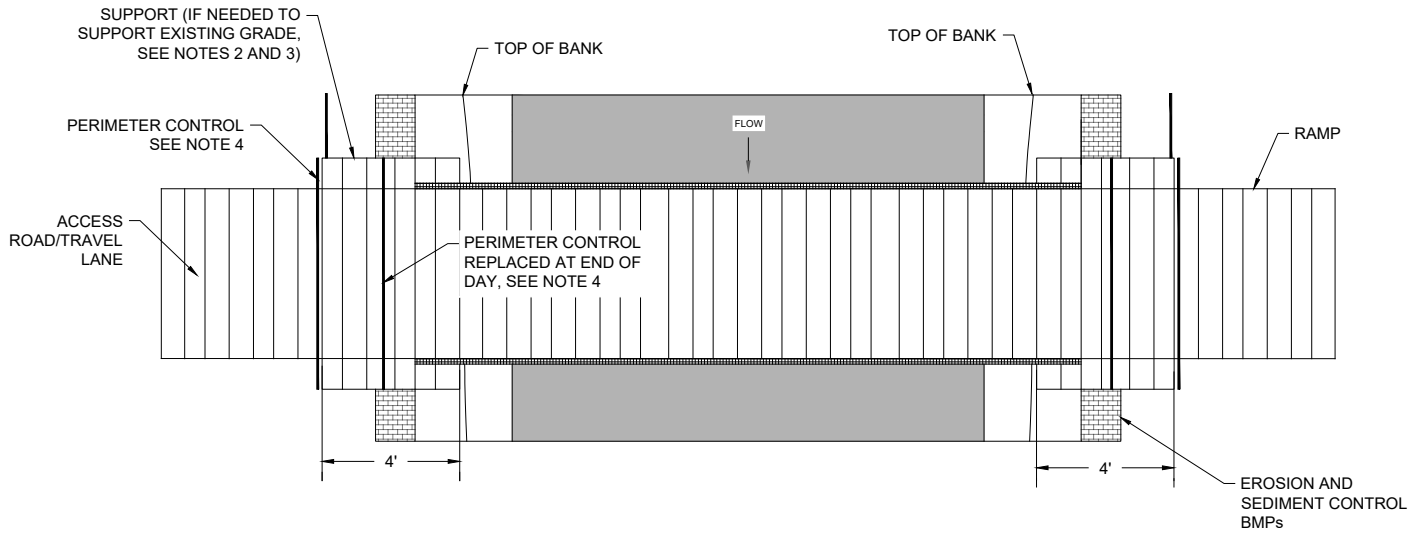 SUPPORT (IF NEEDED TO
SUPPORT EXISTING GRADE,
SEE NOTES 2 AND 3)
TOP OF BANK
TOP OF BANK
PERIMETER CONTROL
SEE NOTE 4
FLOW
RAMP
ACCESS
ROAD/TRAVEL
LANE
PERIMETER CONTROL
REPLACED AT END OF
DAY, SEE NOTE 4
4'
4'
EROSION AND
SEDIMENT CONTROL
BMPs